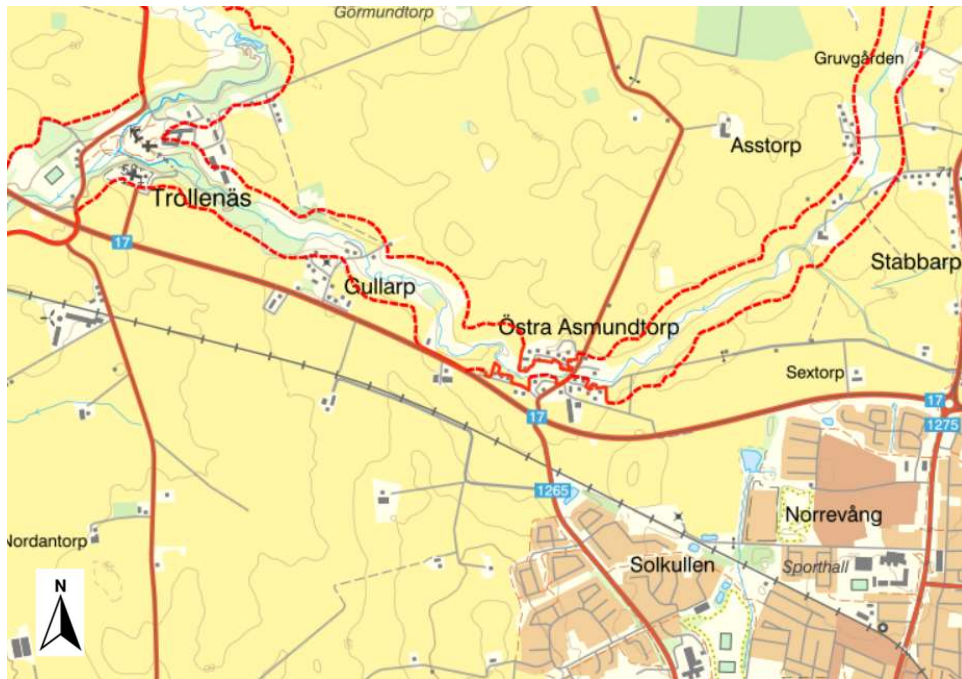 Görmundtorp
Gruvgården
Asstorp
Trollenäs
17
Stabbarp
Gullarp
Östra Asmundtorp
Sextorp
17
17
1275
1265
Norrevång
Nordantorp
Solkullen
Sporthall
N